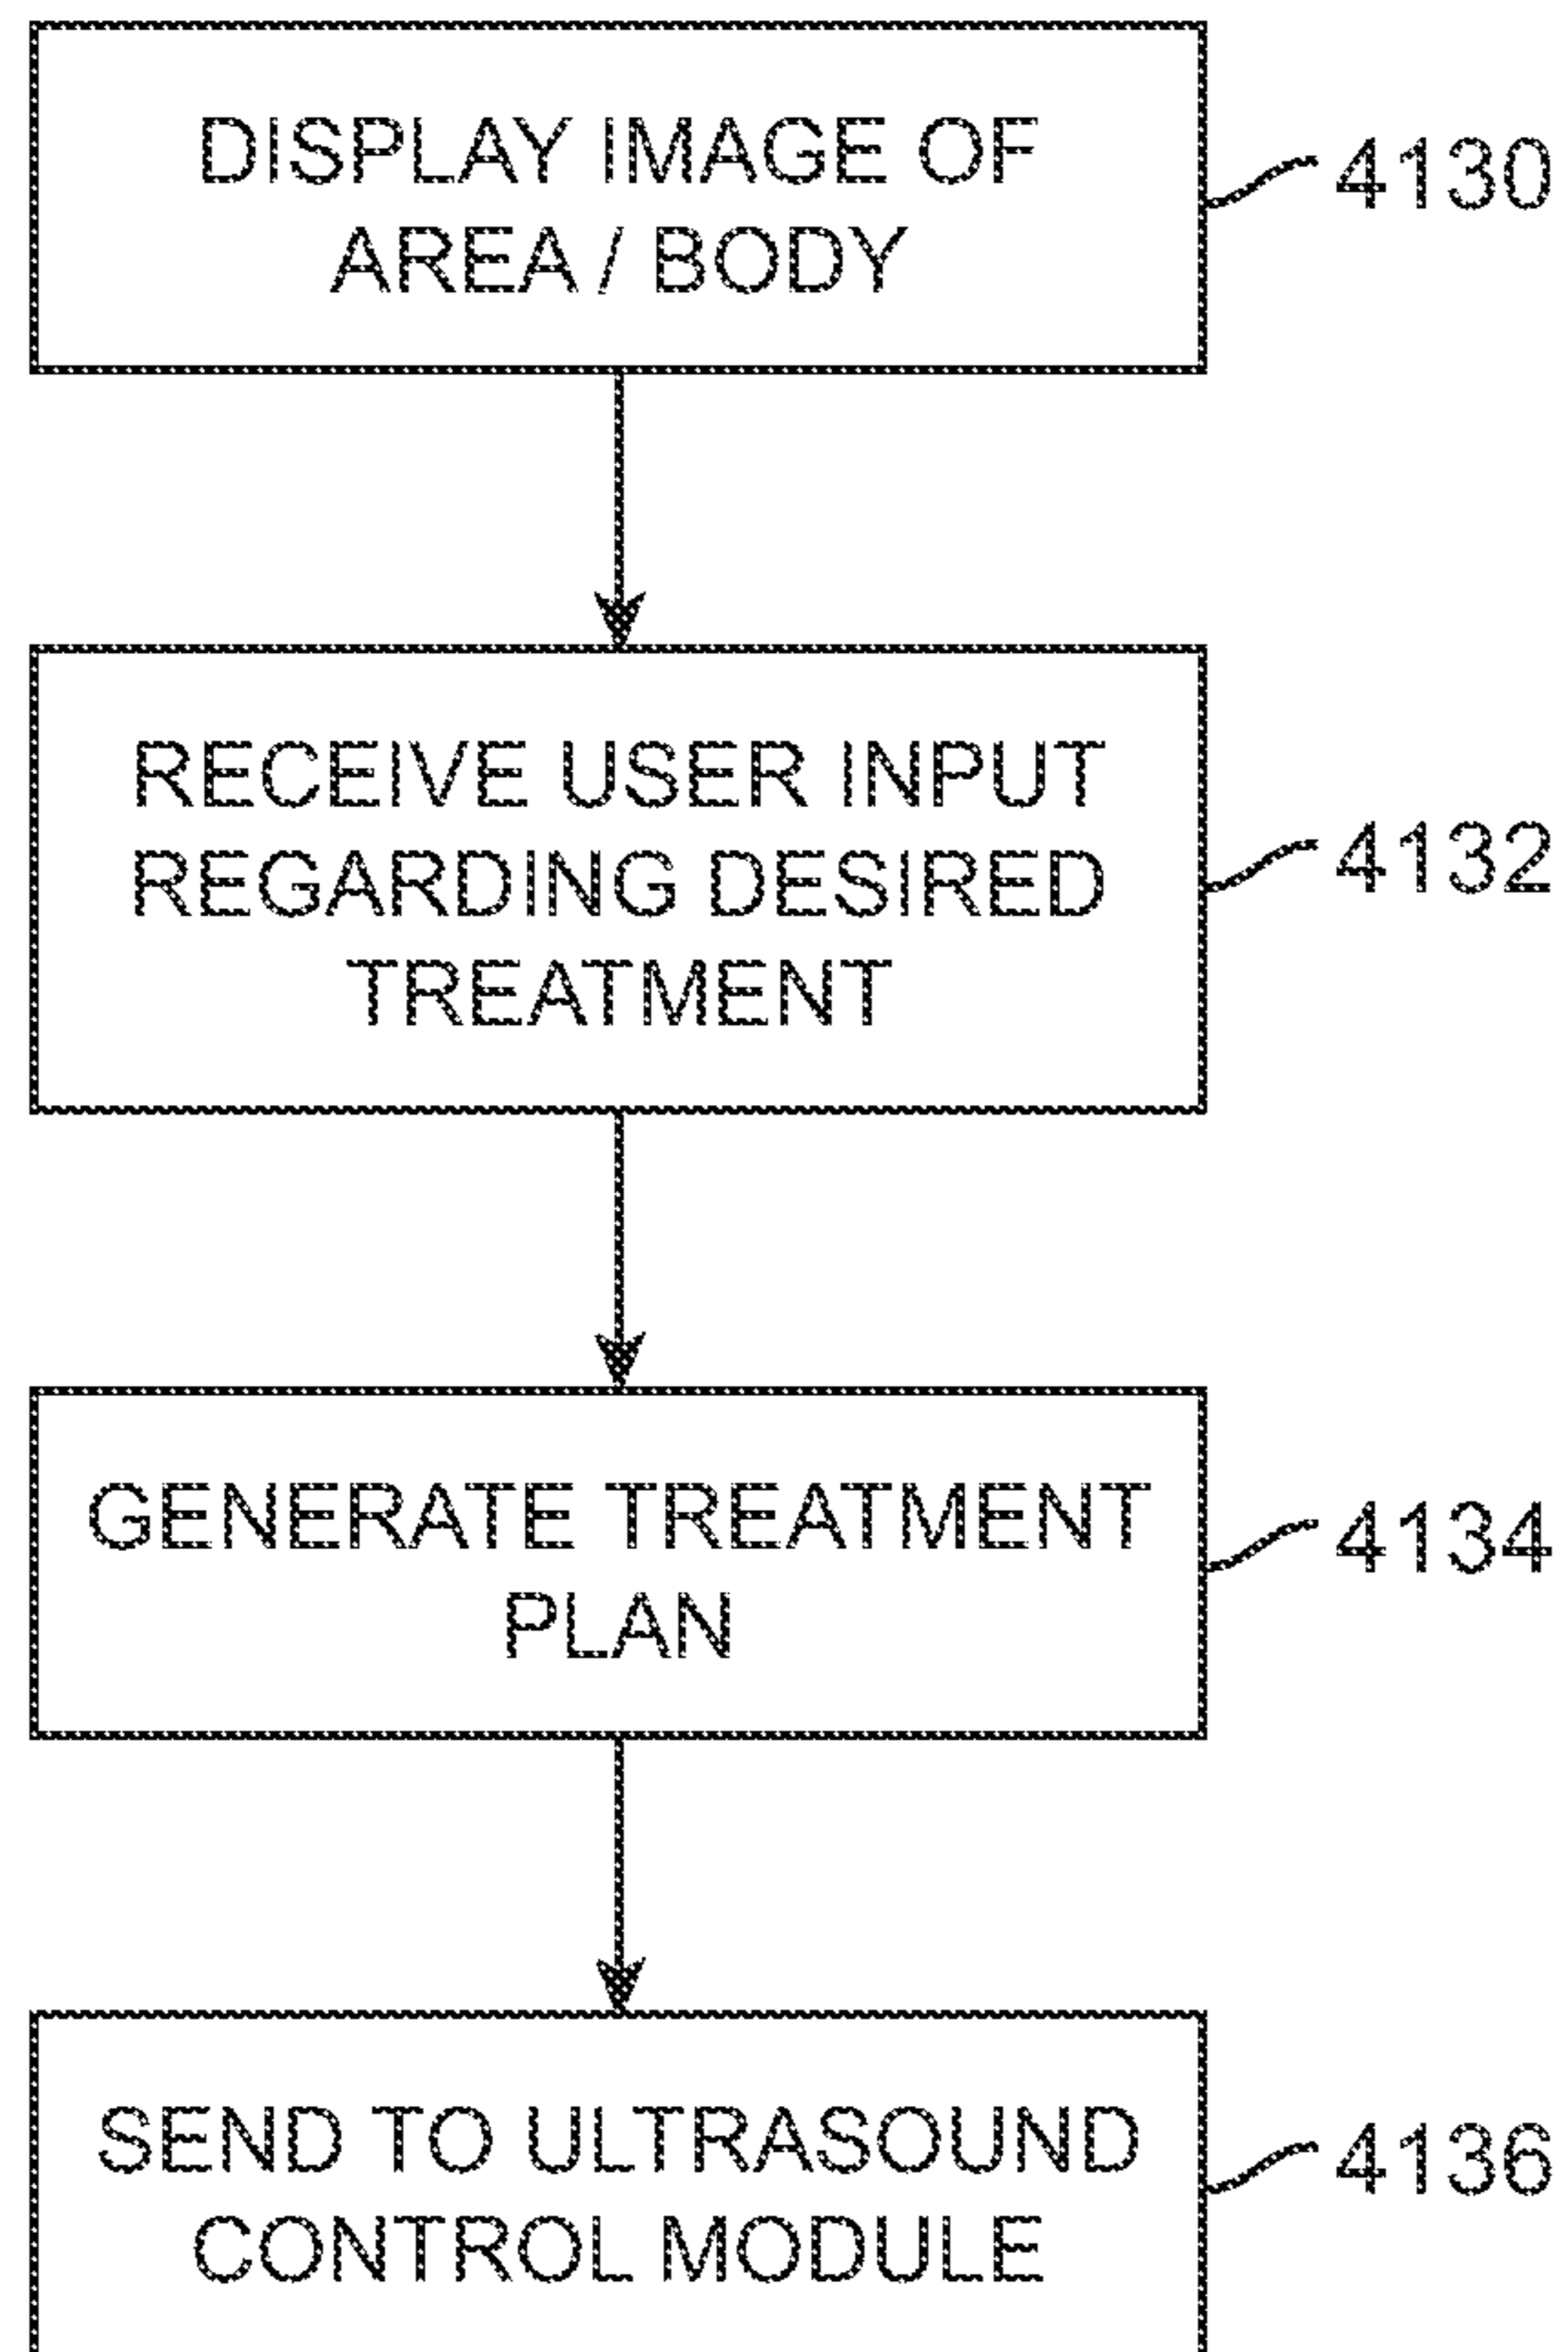 DISPLAY IMAGE OF
AREA / BODY
4130
RECEIVE USER INPUT
REGARDING DESIRED
TREATMENT
4132
GENERATE TREATMENT
PLAN
4134
SEND TO ULTRASOUND
CONTROL MODULE
4136